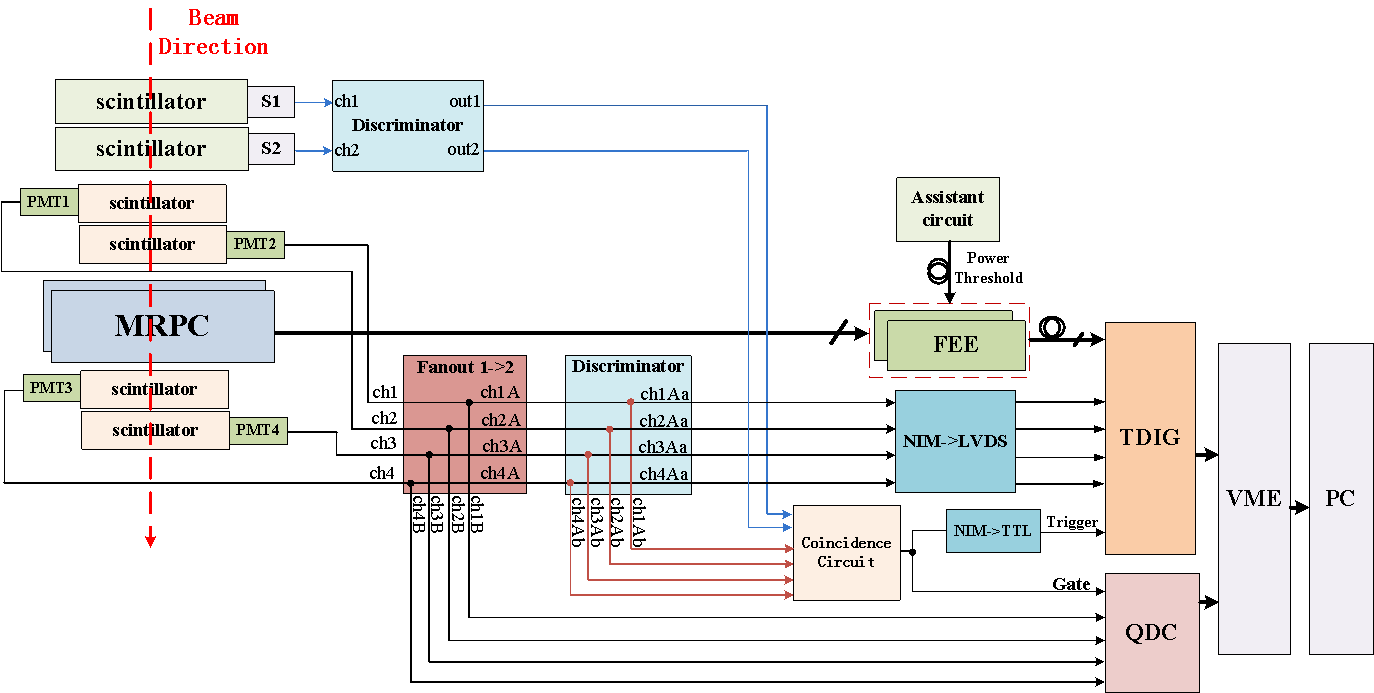 Beam
Direction
scintillator
S1
ch1
out1
Discriminator
scintillator
S2
ch2
out2
PMT1
scintillator
scintillator
PMT2
Assistant
circuit
Power
Threshold
MRPC
FEE
PMT3
scintillator
scintillator
PMT4
Fanout 1->2
ch1
ch1A
ch2
ch2A
ch3
ch3A
ch4
ch4A
ch4B
ch3B
ch2B
ch1B
Discriminator
ch1Aa
ch2Aa
ch3Aa
ch4Aa
ch4Ab
ch3Ab
ch2Ab
ch1Ab
NIM->LVDS
TDIG
Coincidence
Circuit
NIM->TTL
Trigger
Gate
QDC
VME
PC